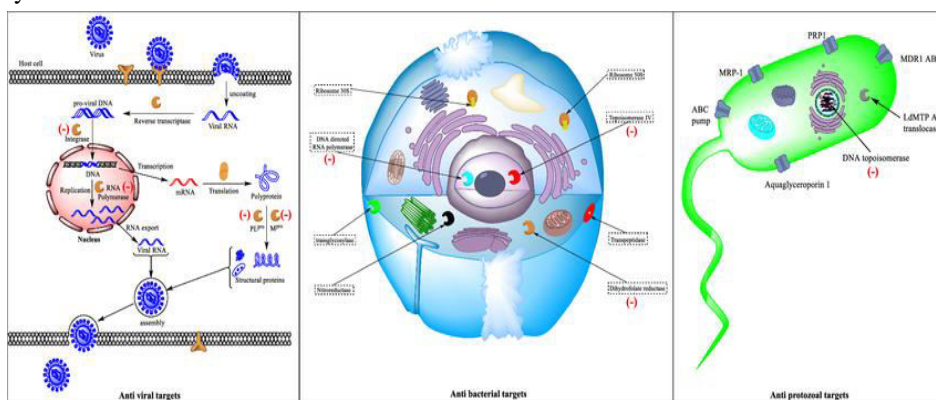 Virus
Host cell
uncoating
pro-viral DNA
Reverse transcriptase
Viral RNA
(-)
Integrase
DNA
Transcription
mRNA
Translation
Polyprotein
Replication
RNA
Polymerase
(-)
(-)
(-)
PLpro
Mpro
RNA export
Nucleus
Viral RNA
Structural proteins
assembly
Anti viral targets
Ribosome 30S
Ribosome 50S
DNA directed
RNA polymerase
(-)
Topoisomerase IV
(-)
transglycosylase
Nitroreductase
Transpeptidase
Dihydrofolate reductase
(-)
Anti bacterial targets
PRP1
MRP-1
MDR1 AB
ABC
pump
LdMTP A
translocas
DNA topoisomerase
(-)
Aquaglyceroporin 1
Anti protozoal targets